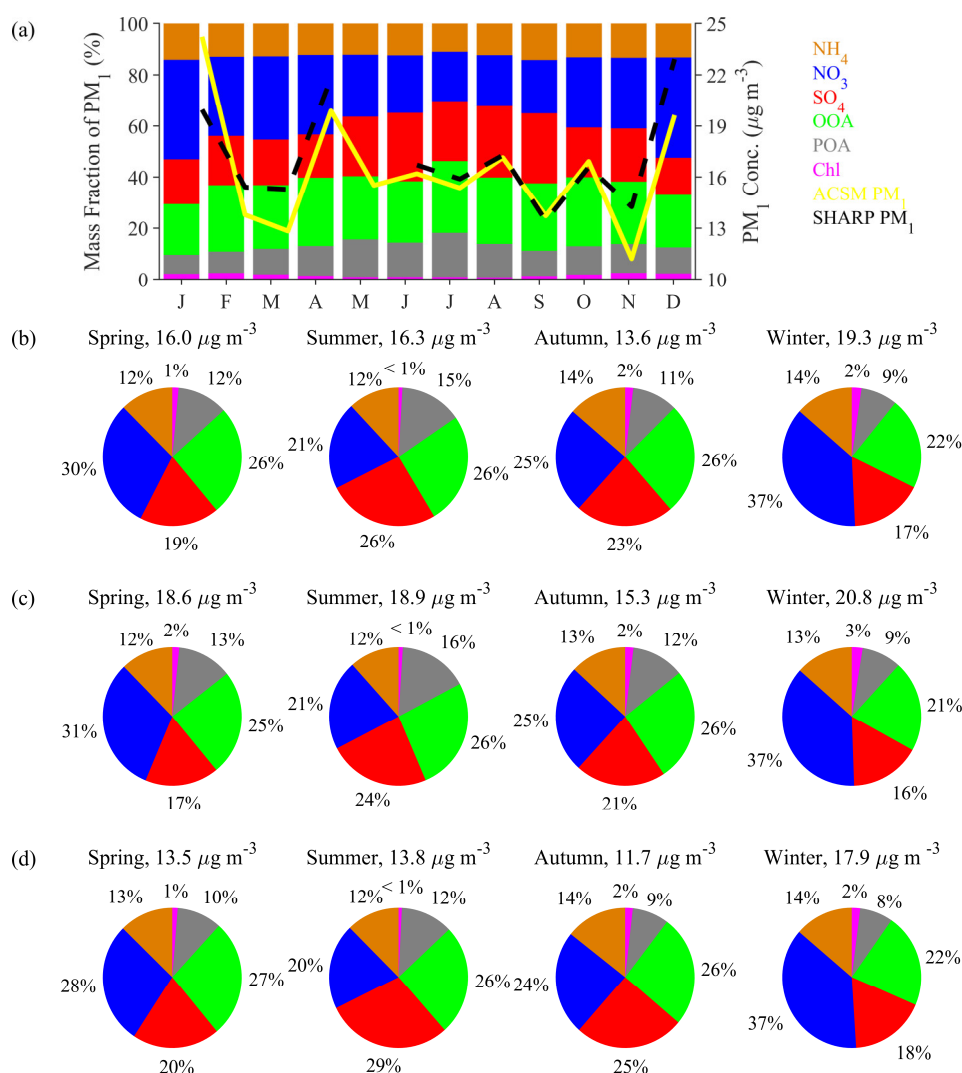 (a)
Mass Fraction of PM1 (%)
100
80
60
40
20
0
J F M A M J J A S O N D
25
22
19
16
13
10
PM1 Conc. (μg m-3)
NH4
NO3
SO4
OOA
POA
Chl
ACSM PM1
SHARP PM1
(b)
Spring, 16.0 μg m-3
12% 1% 12%
30% 26%
19%
Summer, 16.3 μg m-3
12% < 1% 15%
21% 26%
26%
Autumn, 13.6 μg m-3
14% 2% 11%
25% 26%
23%
Winter, 19.3 μg m-3
14% 2% 9%
37% 22%
17%
(c)
Spring, 18.6 μg m-3
12% 2% 13%
31% 25%
17%
Summer, 18.9 μg m-3
12% < 1% 16%
21% 26%
24%
Autumn, 15.3 μg m-3
13% 2% 12%
25% 26%
21%
Winter, 20.8 μg m-3
13% 3% 9%
37% 21%
16%
(d)
Spring, 13.5 μg m-3
13% 1% 10%
28% 27%
20%
Summer, 13.8 μg m-3
12% < 1% 12%
20% 26%
29%
Autumn, 11.7 μg m-3
14% 2% 9%
24% 26%
25%
Winter, 17.9 μg m-3
14% 2% 8%
37% 22%
18%